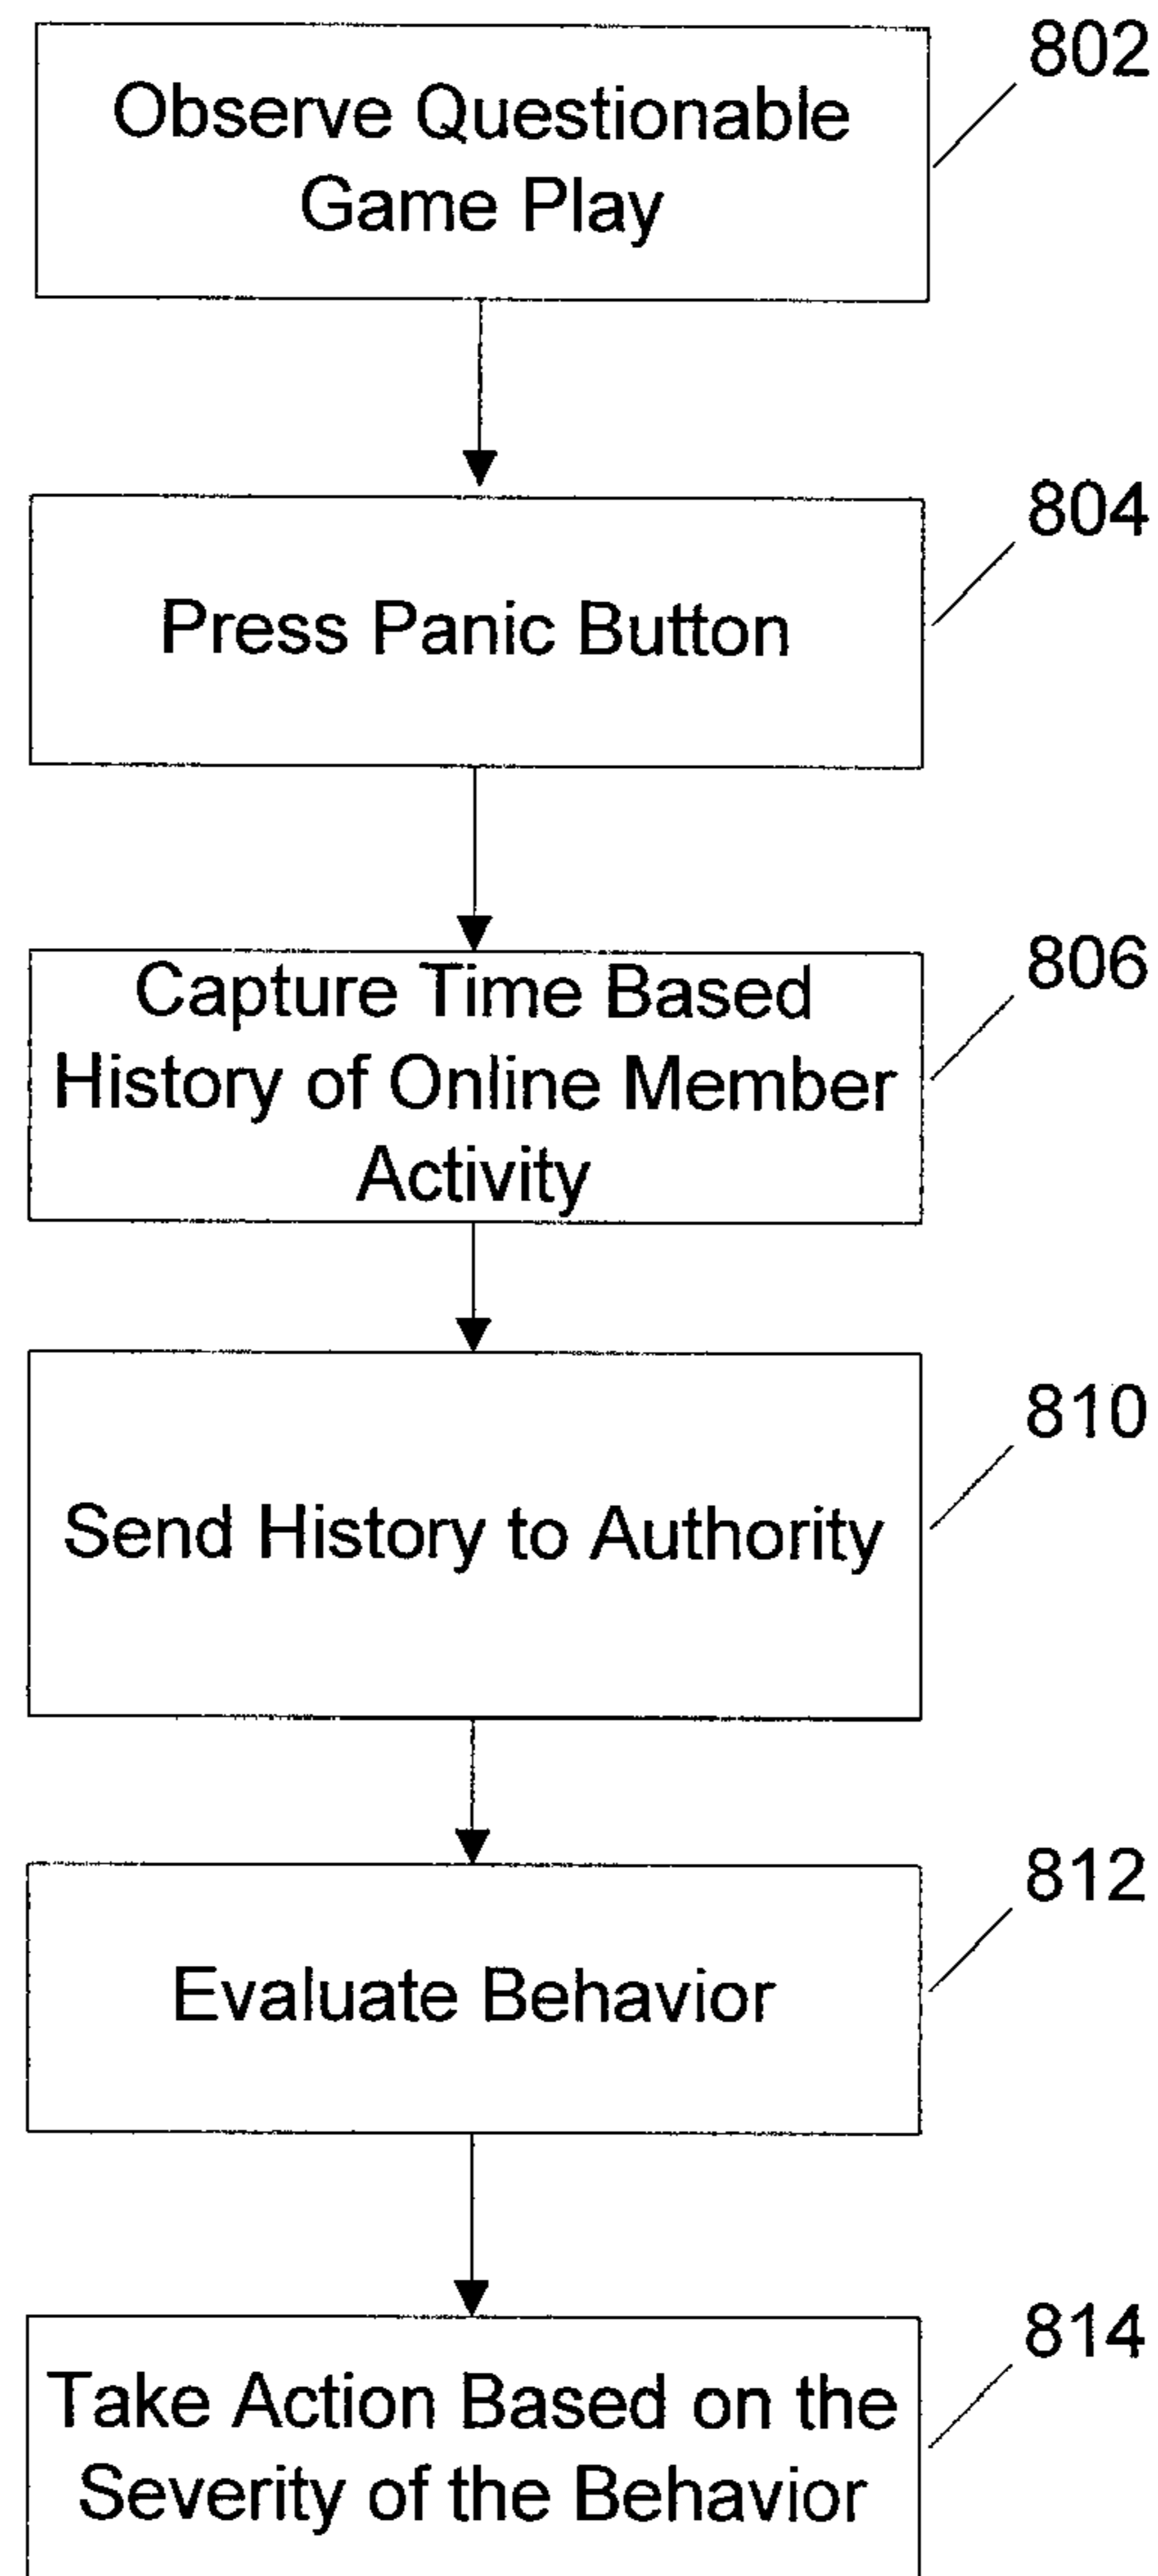 802
Observe Questionable
Game Play
804
Press Panic Button
806
Capture Time Based
History of Online Member
Activity
810
Send History to Authority
812
Evaluate Behavior
814
Take Action Based on the
Severity of the Behavior